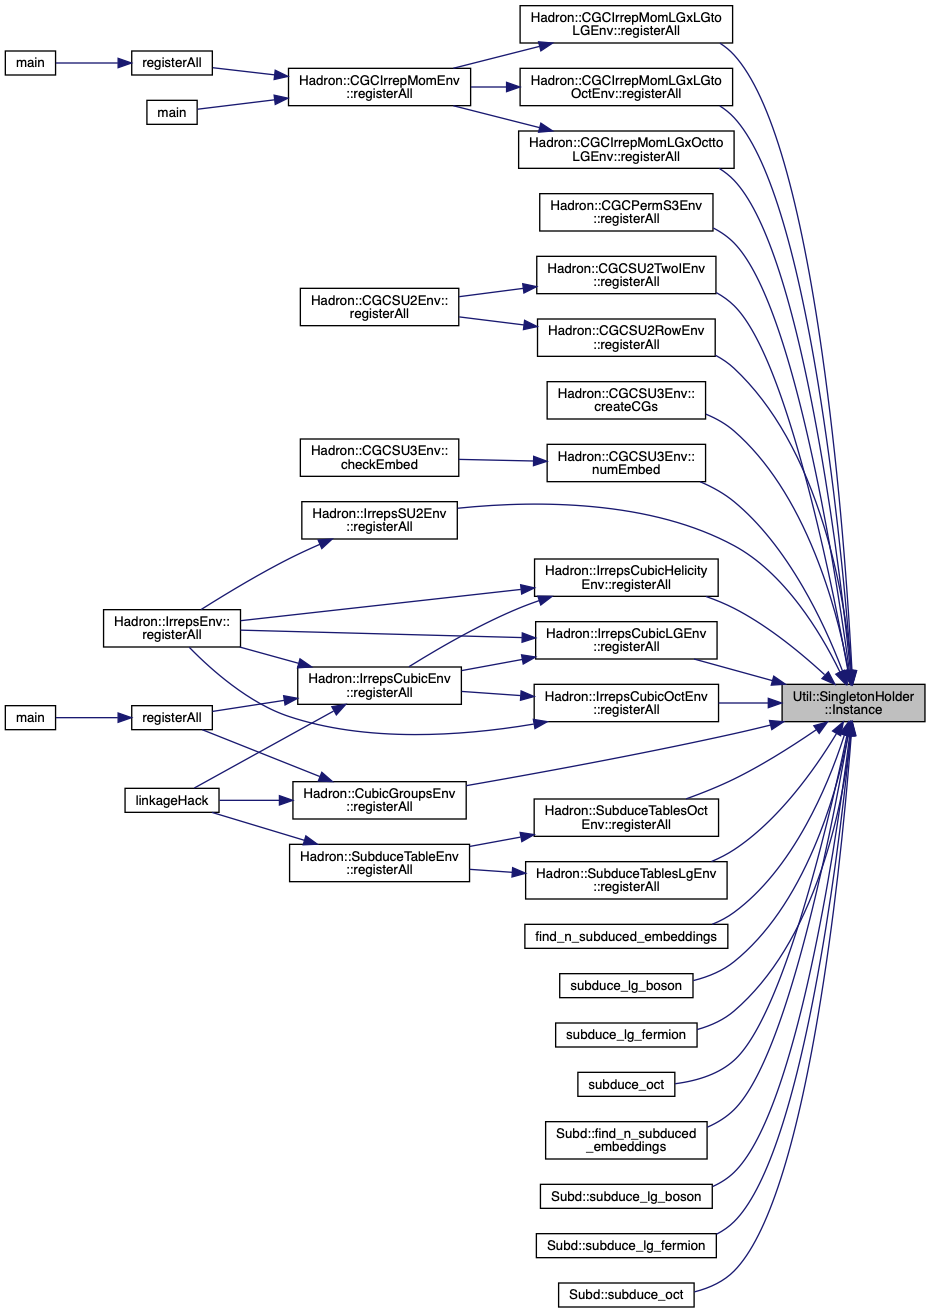 Hadron::CGCIrrepMomLGxLGto
LGEnv::registerAll
main
registerAll
Hadron::CGCIrrepMomEnv
::registerAll
Hadron::CGCIrrepMomLGxLGto
OctEnv::registerAll
main
Hadron::CGCIrrepMomLGxOctto
LGEnv::registerAll
Hadron::CGCPermS3Env
::registerAll
Hadron::CGCSU2TwoIEnv
::registerAll
Hadron::CGCSU2Env::
registerAll
Hadron::CGCSU2RowEnv
::registerAll
Hadron::CGCSU3Env::
createCGs
Hadron::CGCSU3Env::
checkEmbed
Hadron::CGCSU3Env::
numEmbed
Hadron::IrrepsSU2Env
::registerAll
Hadron::IrrepsCubicHelicity
Env::registerAll
Hadron::IrrepsEnv::
registerAll
Hadron::IrrepsCubicLGEnv
::registerAll
Hadron::IrrepsCubicEnv
::registerAll
Hadron::IrrepsCubicOctEnv
::registerAll
Util::SingletonHolder
::Instance
main
registerAll
Hadron::CubicGroupsEnv
::registerAll
linkageHack
Hadron::SubduceTablesOct
Env::registerAll
Hadron::SubduceTableEnv
::registerAll
Hadron::SubduceTablesLgEnv
::registerAll
find_n_subduced_embeddings
subduce_lg_boson
subduce_lg_fermion
subduce_oct
Subd::find_n_subduced
_embeddings
Subd::subduce_lg_boson
Subd::subduce_lg_fermion
Subd::subduce_oct